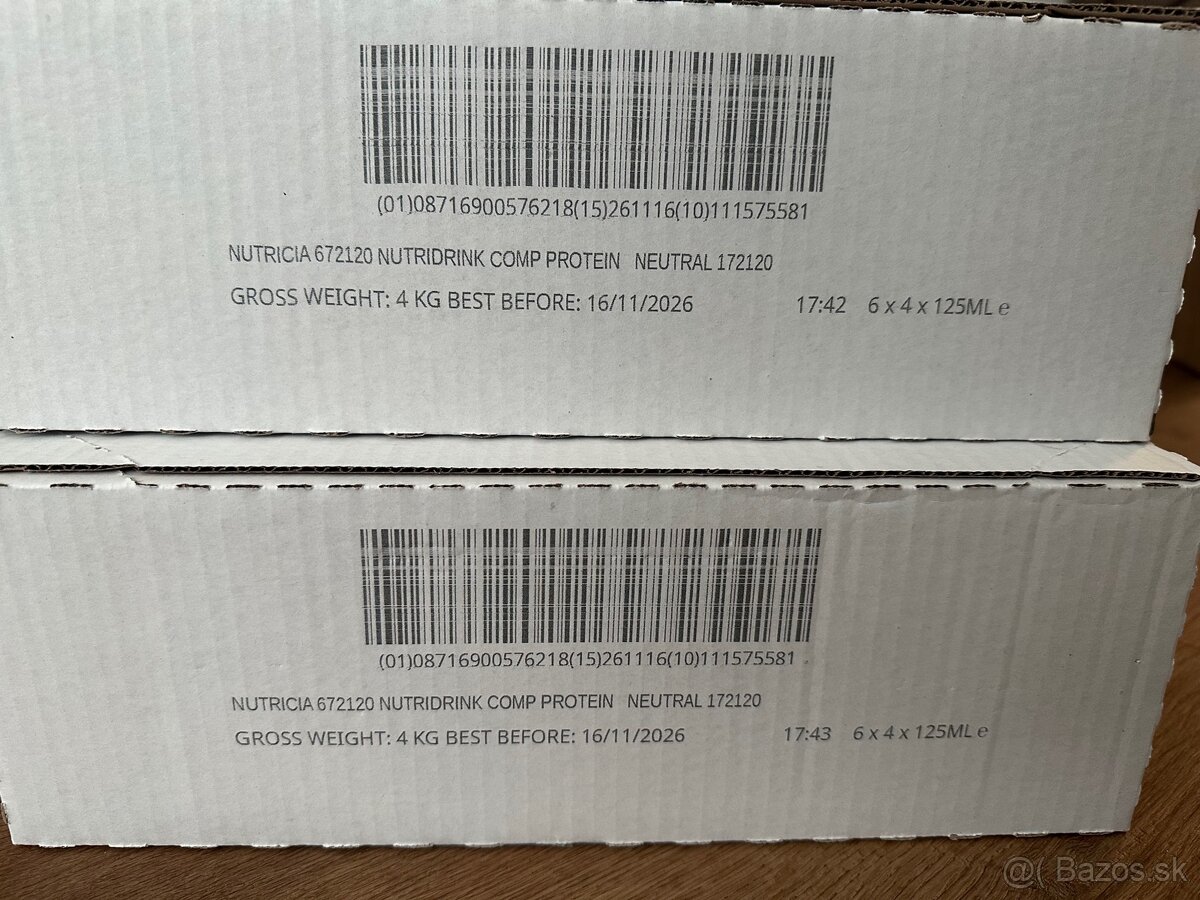 (01)08716900576218(15)261116(10)111575581
NUTRICIA 672120 NUTRIDRINK COMP PROTEIN NEUTRAL 172120
GROSS WEIGHT: 4 KG BEST BEFORE: 16/11/2026 17:42 6 x 4 x 125ML ℮
(01)08716900576218(15)261116(10)111575581
NUTRICIA 672120 NUTRIDRINK COMP PROTEIN NEUTRAL 172120
GROSS WEIGHT: 4 KG BEST BEFORE: 16/11/2026 17:43 6 x 4 x 125ML ℮
@( Bazos.sk